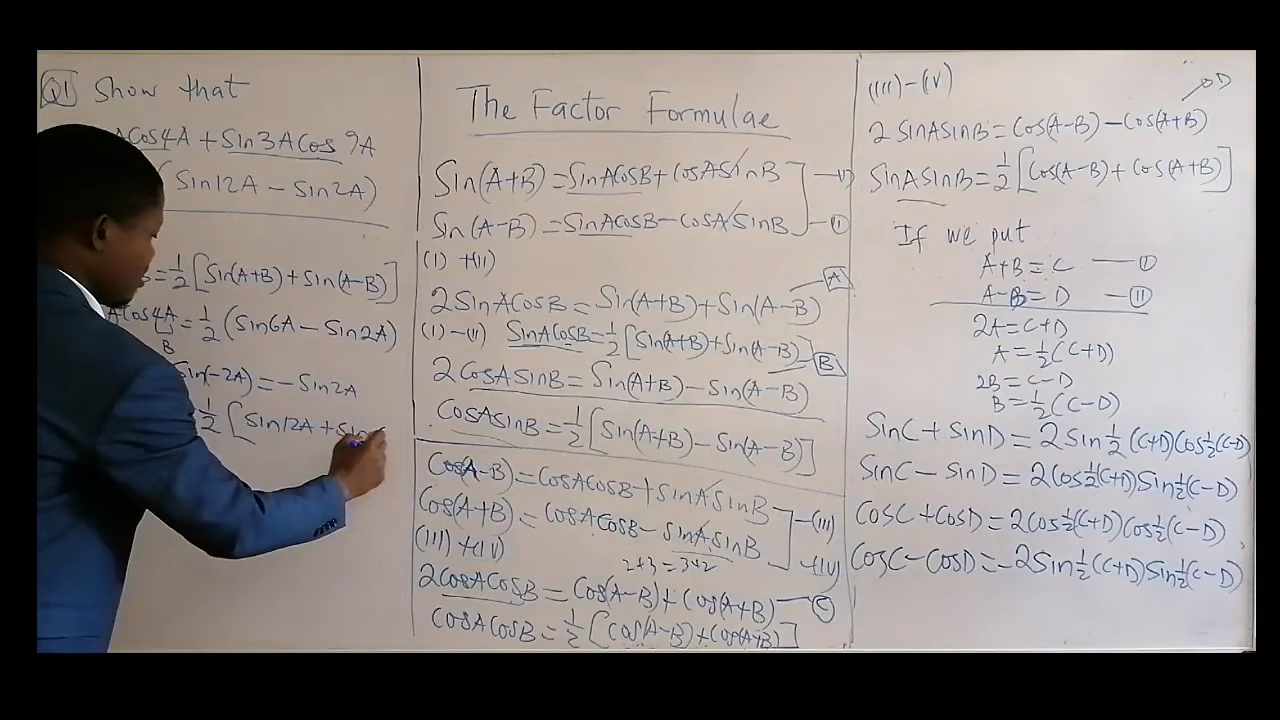 Q1 Show that
ACos4A + Sin3ACos 9A
(Sin12A – Sin2A)
B = 1/2 [Sin(A+B) + Sin(A–B)]
ACos4A = 1/2 (Sin6A – Sin2A)
B
Sin(–2A) = – Sin2A
1/2 [Sin12A + Sin
The Factor Formulae
Sin(A+B) = SinACosB + CosASinB
Sin(A–B) = SinACosB – CosASinB – (II)
(I) + (II)
2SinACosB = Sin(A+B) + Sin(A–B) A
(I) – (II) SinACosB = 1/2 [Sin(A+B) + Sin(A–B)]
2CosASinB = Sin(A+B) – Sin(A–B) B
CosASinB = 1/2 [Sin(A+B) – Sin(A–B)]
Cos(A–B) = CosACosB + SinASinB – (III)
Cos(A+B) = CosACosB – SinASinB – (IV)
(III) + (IV)
2+3 = 3+2
2CosACosB = Cos(A–B) + Cos(A+B) – C
CosACosB = 1/2 [Cos(A–B) + Cos(A+B)]
(III) – (IV)
D
2SinASinB = Cos(A–B) – Cos(A+B)
SinASinB = 1/2 [Cos(A–B) + Cos(A+B)]
If we put
A+B = C — (I)
A–B = D — (II)
2A = C+D
A = 1/2 (C+D)
2B = C–D
B = 1/2 (C–D)
SinC + SinD = 2Sin 1/2 (C+D)Cos 1/2 (C–D)
SinC – SinD = 2Cos 1/2 (C+D)Sin 1/2 (C–D)
CosC + CosD = 2Cos 1/2 (C+D)Cos 1/2 (C–D)
CosC – CosD = –2Sin 1/2 (C+D)Sin 1/2 (C–D)